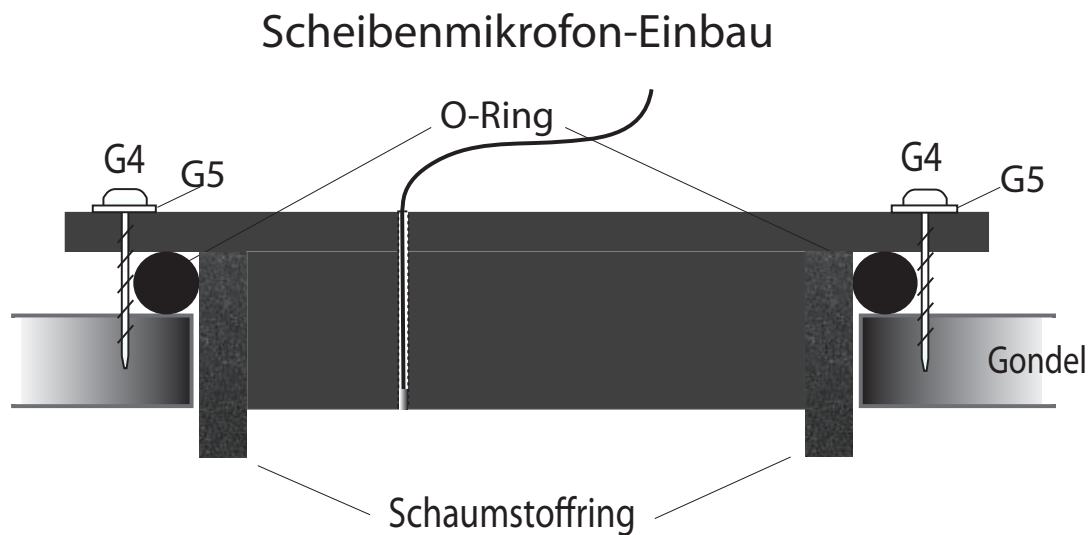 Scheibenmikrofon-Einbau
O-Ring
G4
G5
G4
G5
Gondel
Schaumstoffring